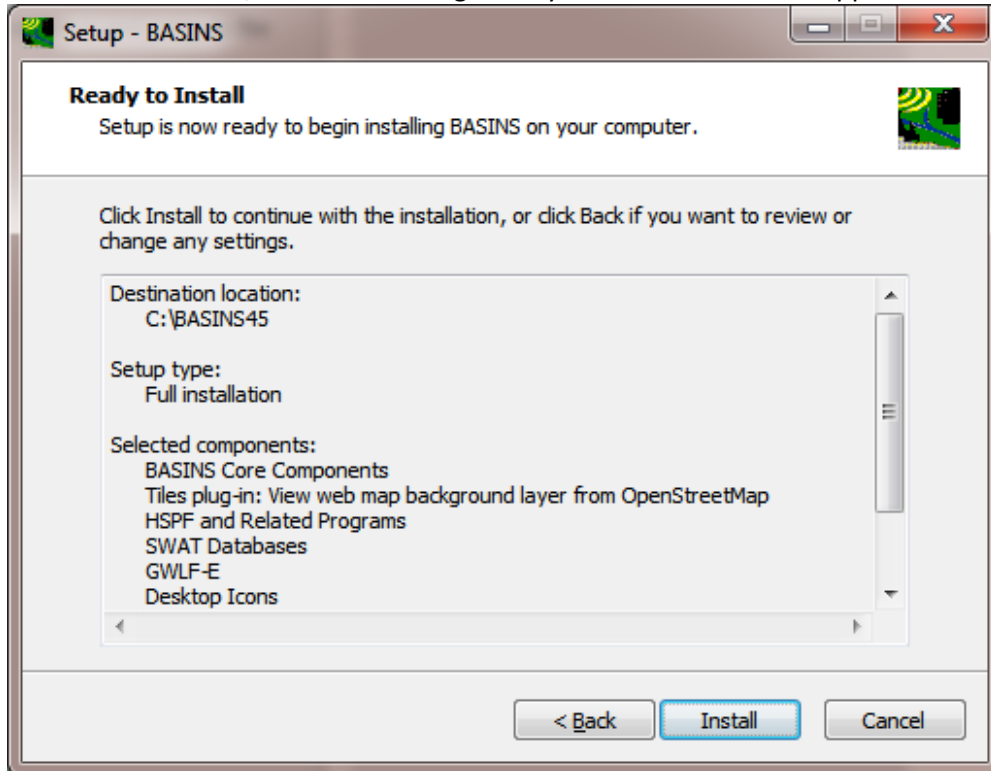 Setup - BASINS
Ready to Install
Setup is now ready to begin installing BASINS on your computer.
Click Install to continue with the installation, or click Back if you want to review or
change any settings.
Destination location:
C:\BASINS45
Setup type:
Full installation
Selected components:
BASINS Core Components
Tiles plug-in: View web map background layer from OpenStreetMap
HSPF and Related Programs
SWAT Databases
GWLF-E
Desktop Icons
< Back
Install
Cancel